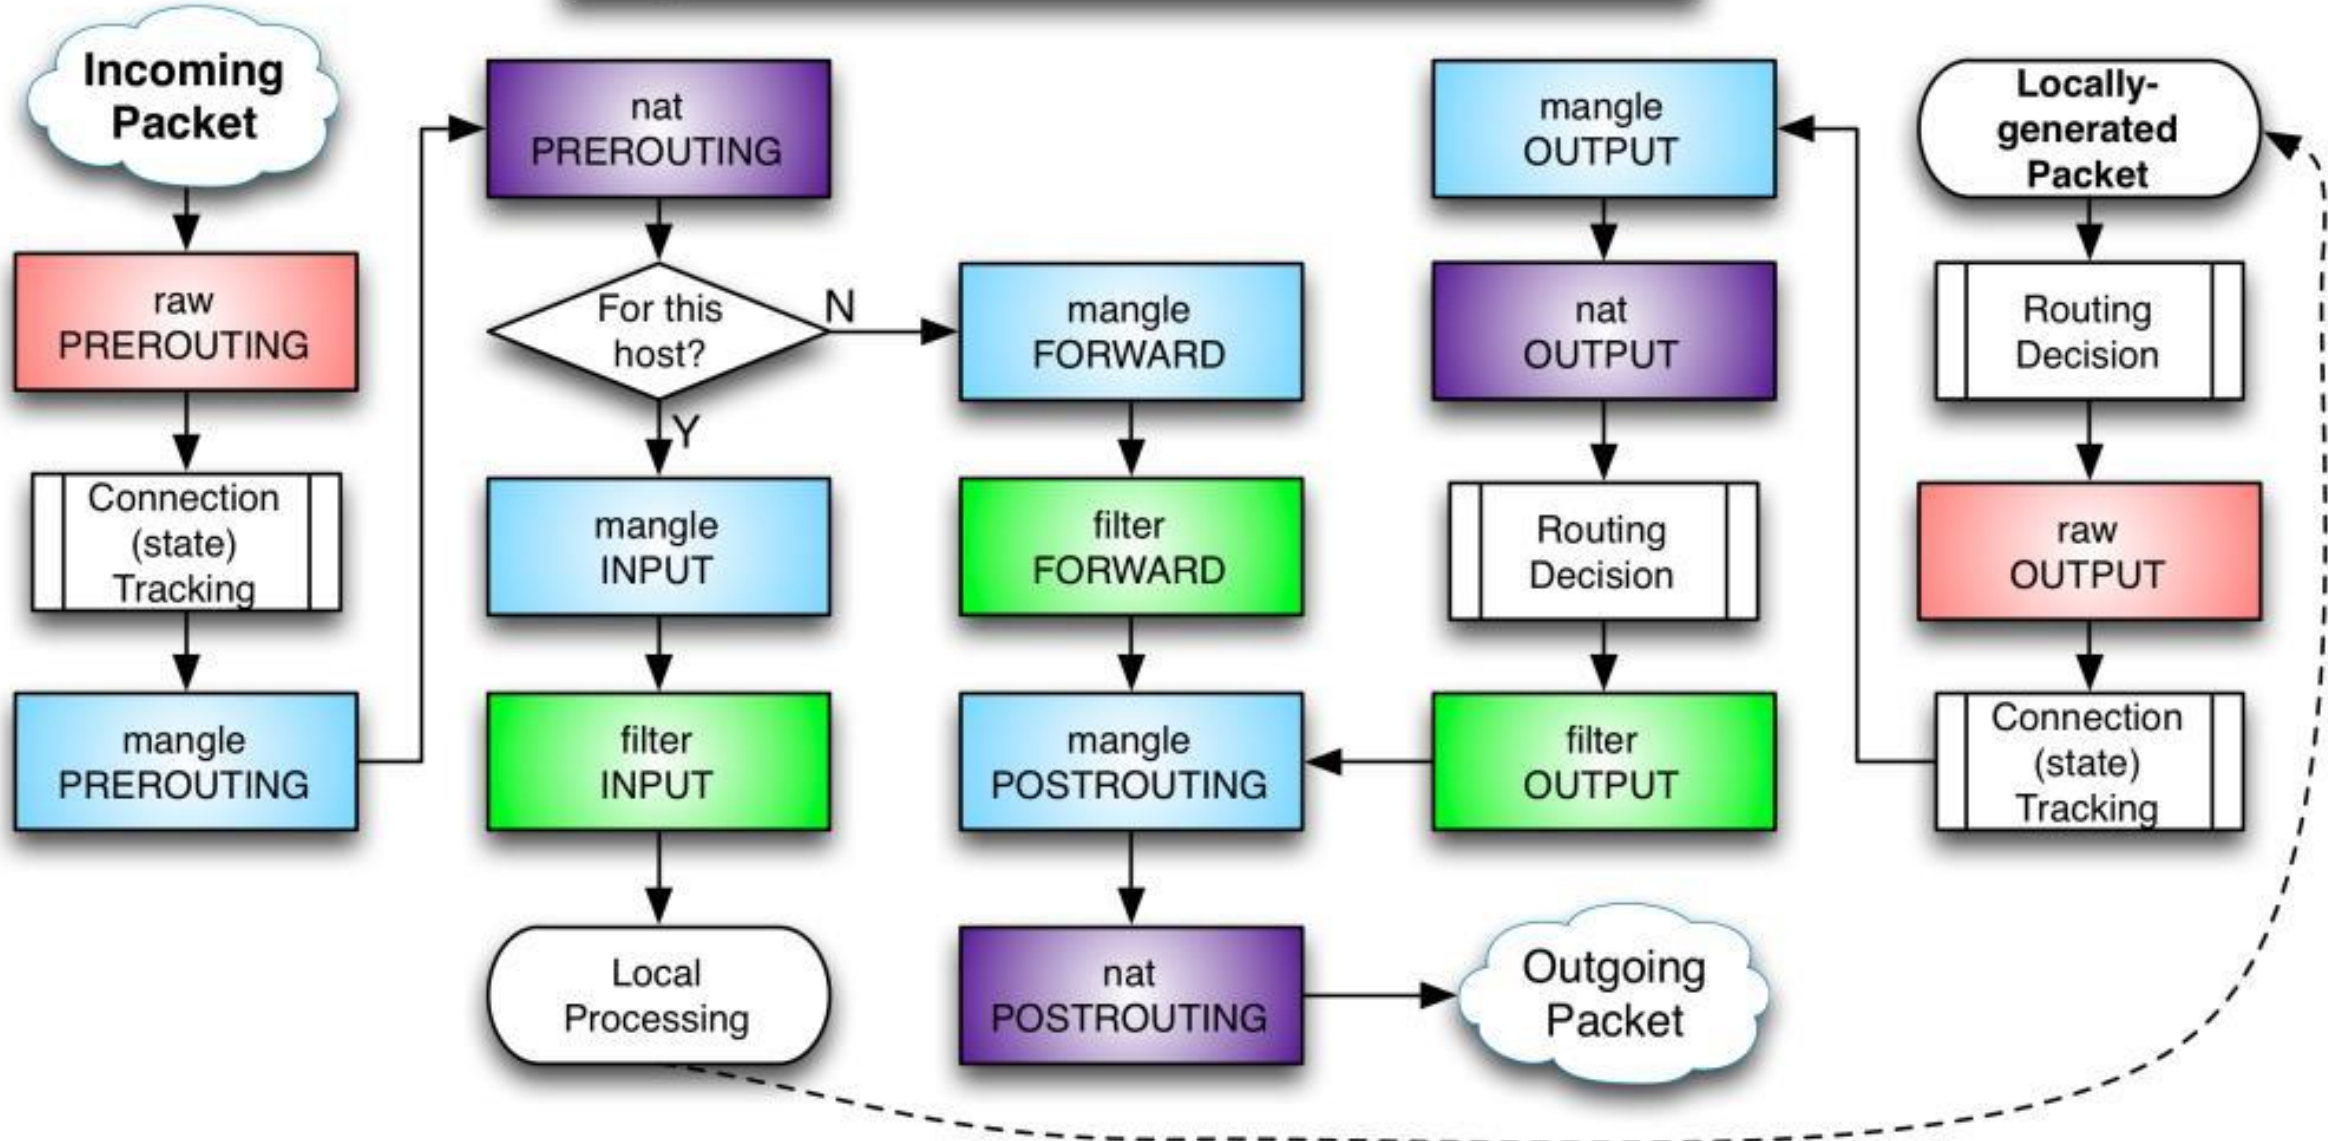 Incoming
Packet
raw
PREROUTING
Connection
(state)
Tracking
mangle
PREROUTING
nat
PREROUTING
For this
host?
N
Y
mangle
INPUT
filter
INPUT
Local
Processing
mangle
FORWARD
filter
FORWARD
mangle
POSTROUTING
nat
POSTROUTING
Outgoing
Packet
mangle
OUTPUT
nat
OUTPUT
Routing
Decision
filter
OUTPUT
Locally-
generated
Packet
Routing
Decision
raw
OUTPUT
Connection
(state)
Tracking